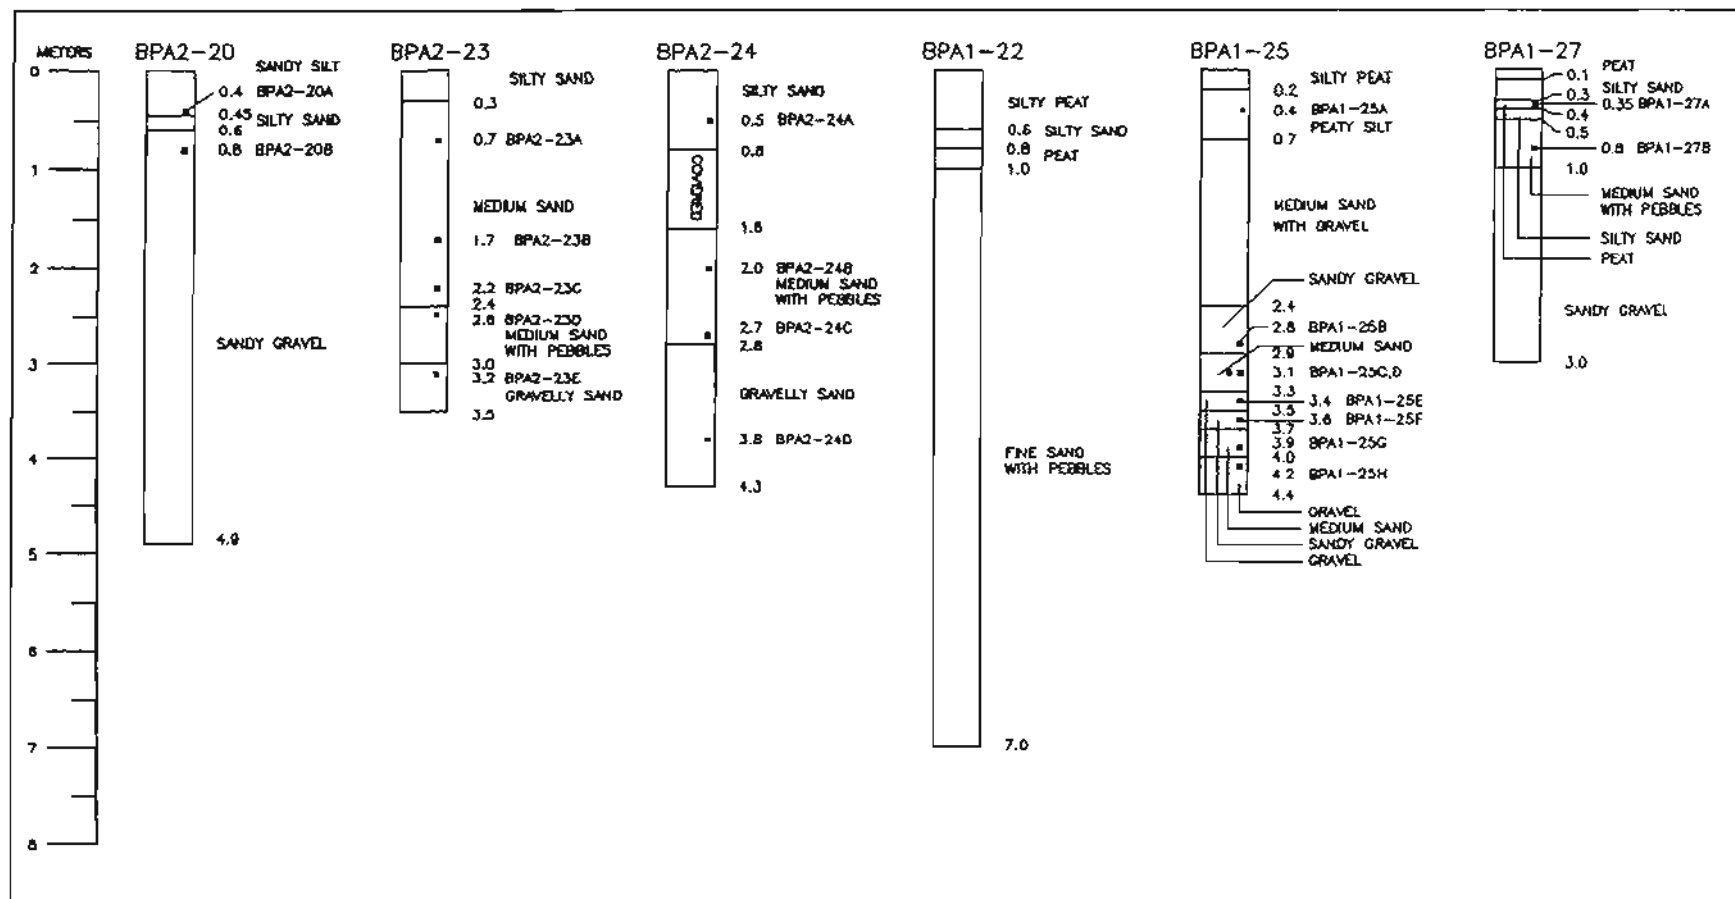 METERS
0
1
2
3
4
5
6
7
8
BPA2-20
SANDY SILT
0.4 BPA2-20A
0.45 SILTY SAND
0.6
0.8 BPA2-20B
SANDY GRAVEL
4.9
BPA2-23
SILTY SAND
0.3
0.7 BPA2-23A
MEDIUM SAND
1.7 BPA2-23B
2.2 BPA2-23C
2.4
2.6 BPA2-23D
MEDIUM SAND
WITH PEBBLES
3.0
3.2 BPA2-23E
GRAVELLY SAND
3.5
BPA2-24
SILTY SAND
0.5 BPA2-24A
0.8
COVERED
1.6
2.0 BPA2-24B
MEDIUM SAND
WITH PEBBLES
2.7 BPA2-24C
2.8
GRAVELLY SAND
3.8 BPA2-24D
4.3
BPA1-22
SILTY PEAT
0.6 SILTY SAND
0.8 PEAT
1.0
FINE SAND
WITH PEBBLES
7.0
BPA1-25
SILTY PEAT
0.2
0.4 BPA1-25A
PEATY SILT
0.7
MEDIUM SAND
WITH GRAVEL
SANDY GRAVEL
2.4
2.8 BPA1-25B
MEDIUM SAND
2.9
3.1 BPA1-25C,D
3.3
3.4 BPA1-25E
3.5
3.6 BPA1-25F
3.7
3.9 BPA1-25G
4.0
4.2 BPA1-25H
4.4
GRAVEL
MEDIUM SAND
SANDY GRAVEL
GRAVEL
BPA1-27
PEAT
0.1
SILTY SAND
0.3
0.35 BPA1-27A
0.4
0.5
0.8 BPA1-27B
1.0
MEDIUM SAND
WITH PEBBLES
SILTY SAND
PEAT
SANDY GRAVEL
3.0